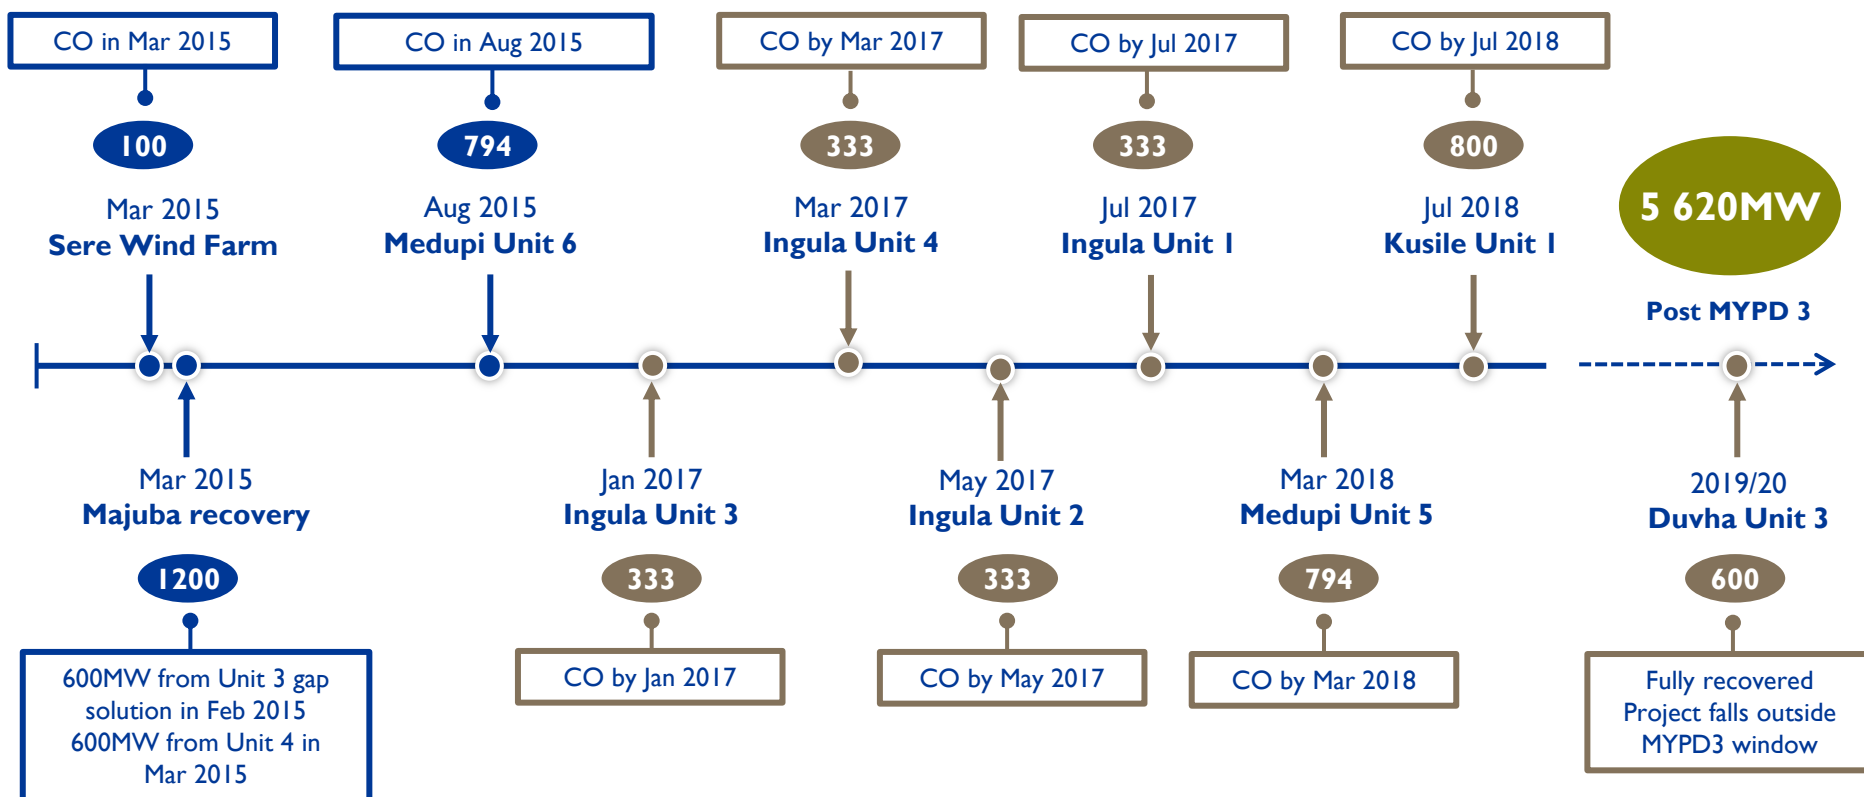 CO in Mar 2015
CO in Aug 2015
CO by Mar 2017
CO by Jul 2017
CO by Jul 2018
100
794
333
333
800
5 620MW
Mar 2015
Sere Wind Farm
Aug 2015
Medupi Unit 6
Mar 2017
Ingula Unit 4
Jul 2017
Ingula Unit 1
Jul 2018
Kusile Unit 1
Post MYPD 3
Mar 2015
Majuba recovery
Jan 2017
Ingula Unit 3
May 2017
Ingula Unit 2
Mar 2018
Medupi Unit 5
2019/20
Duvha Unit 3
1200
333
333
794
600
600MW from Unit 3 gap
solution in Feb 2015
600MW from Unit 4 in
Mar 2015
CO by Jan 2017
CO by May 2017
CO by Mar 2018
Fully recovered
Project falls outside
MYPD3 window